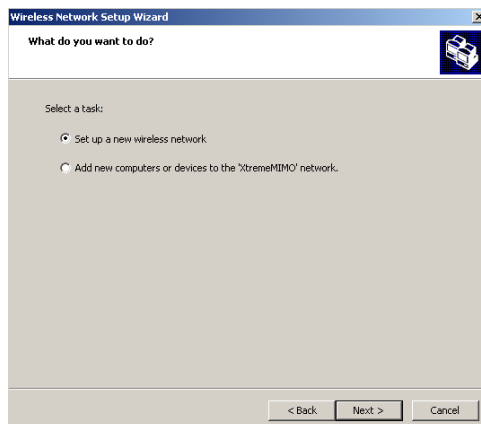 Wireless Network Setup Wizard
What do you want to do?
Select a task:
Set up a new wireless network
Add new computers or devices to the 'XtremeMIMO' network.
< Back Next > Cancel